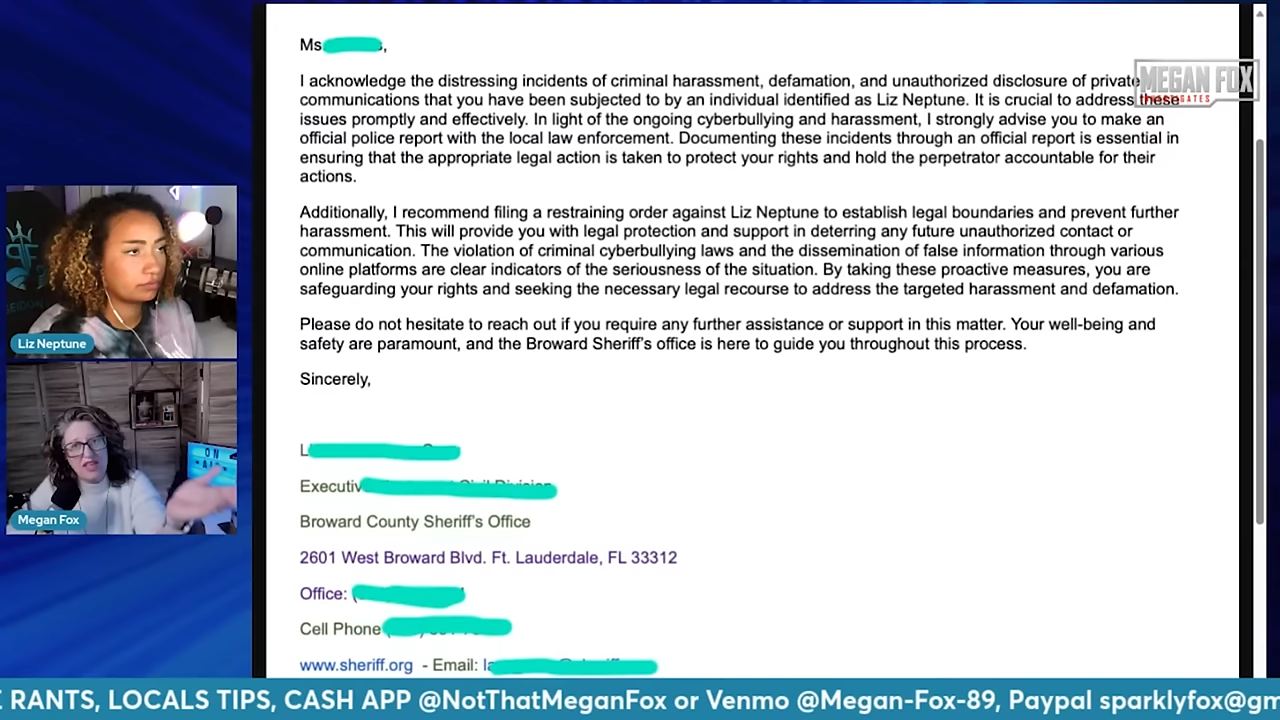 Ms
I acknowledge the distressing incidents of criminal harassment, defamation, and unauthorized disclosure of private
communications that you have been subjected to by an individual identified as Liz Neptune. It is crucial to address these
issues promptly and effectively. In light of the ongoing cyberbullying and harassment, I strongly advise you to make an
official police report with the local law enforcement. Documenting these incidents through an official report is essential in
ensuring that the appropriate legal action is taken to protect your rights and hold the perpetrator accountable for their
actions.
Additionally, I recommend filing a restraining order against Liz Neptune to establish legal boundaries and prevent further
harassment. This will provide you with legal protection and support in deterring any future unauthorized contact or
communication. The violation of criminal cyberbullying laws and the dissemination of false information through various
online platforms are clear indicators of the seriousness of the situation. By taking these proactive measures, you are
safeguarding your rights and seeking the necessary legal recourse to address the targeted harassment and defamation.
Please do not hesitate to reach out if you require any further assistance or support in this matter. Your well-being and
safety are paramount, and the Broward Sheriff's office is here to guide you throughout this process.
Sincerely,
Broward County Sheriff's Office
2601 West Broward Blvd. Ft. Lauderdale, FL 33312
Office:
Cell Phone
www.sheriff.org - Email:
MEGAN FOX
INVESTIGATES
Liz Neptune
ON
AIR
Megan Fox
RANTS, LOCALS TIPS, CASH APP @NotThatMeganFox or Venmo @Megan-Fox-89, Paypal sparklyfox@gm